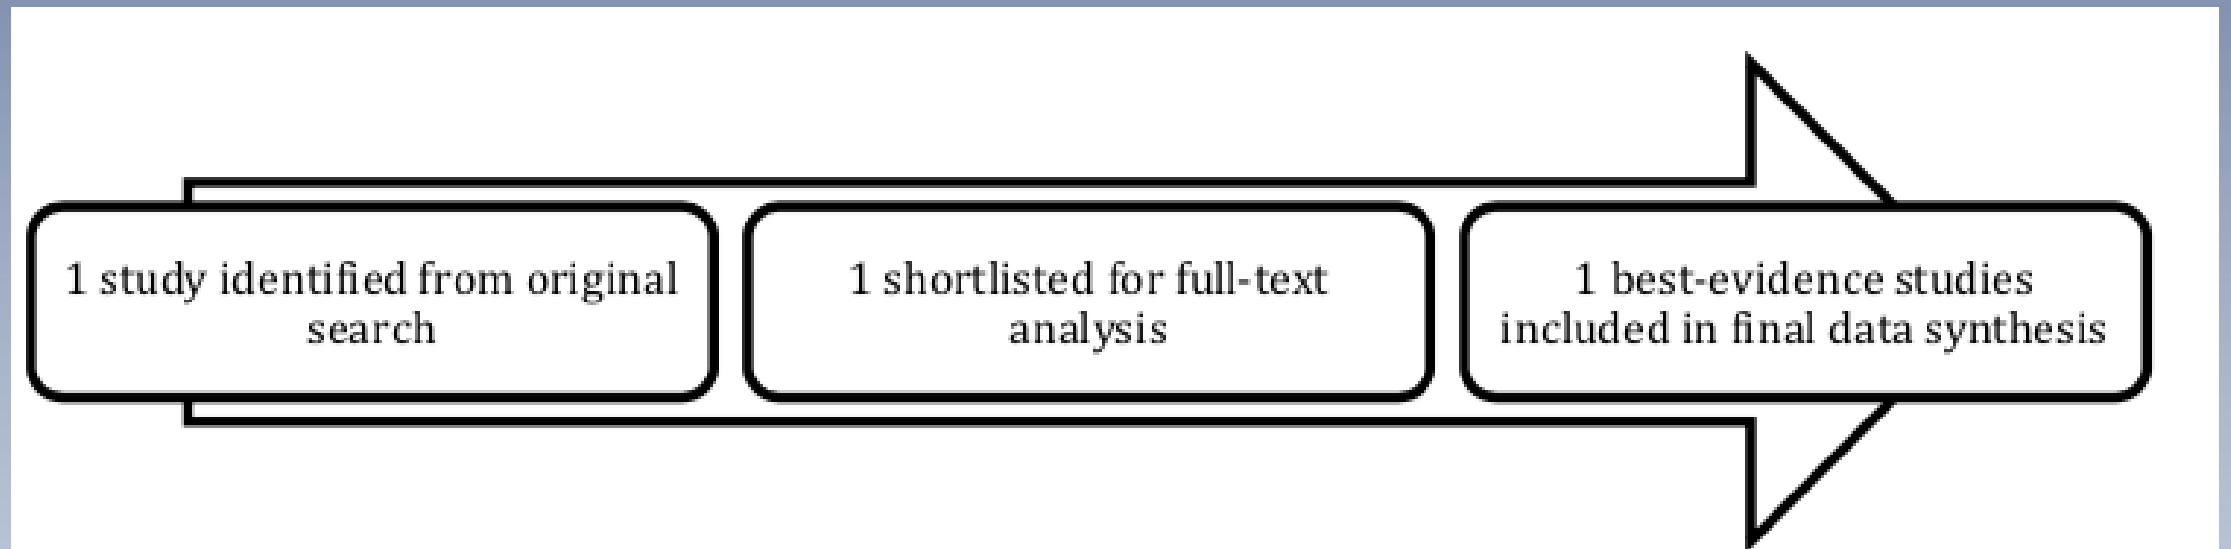 1 study identified from original
search
1 shortlisted for full-text
analysis
1 best-evidence studies
included in final data synthesis